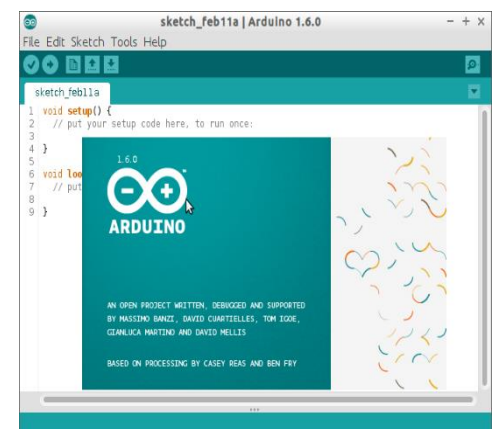 sketch_feb11a | Arduino 1.6.0
File Edit Sketch Tools Help
sketch_feb11a
1 void setup() {
2 // put your setup code here, to run once:
3
4 }
5
6 void loo
7 // put
8
9 }
1.6.0
ARDUINO
AN OPEN PROJECT WRITTEN, DEBUGGED AND SUPPORTED
BY MASSIMO BANZI, DAVID CUARTIELLES, TOM IGOE,
GIANLUCA MARTINO AND DAVID MELLIS
BASED ON PROCESSING BY CASEY REAS AND BEN FRY